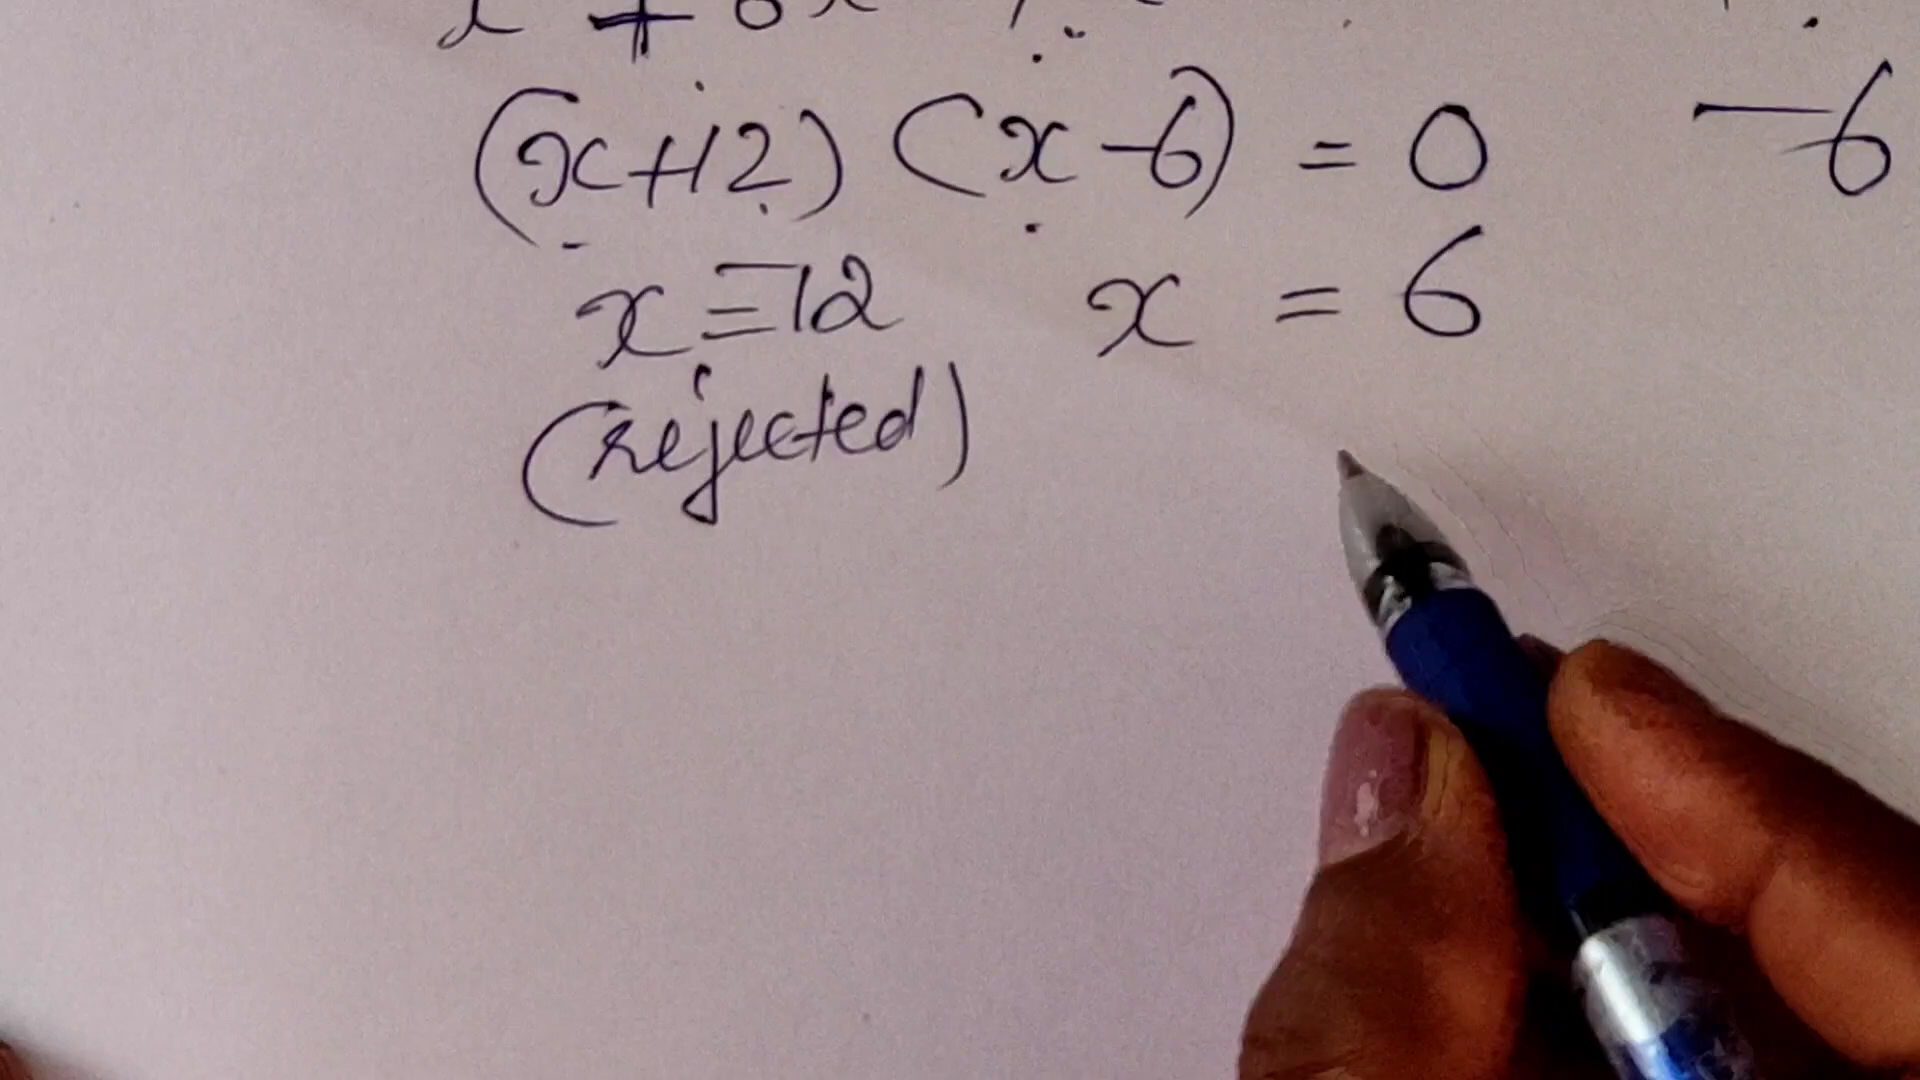 (x+12) (x-6) = 0 -6
x = -12 x = 6
(rejected)